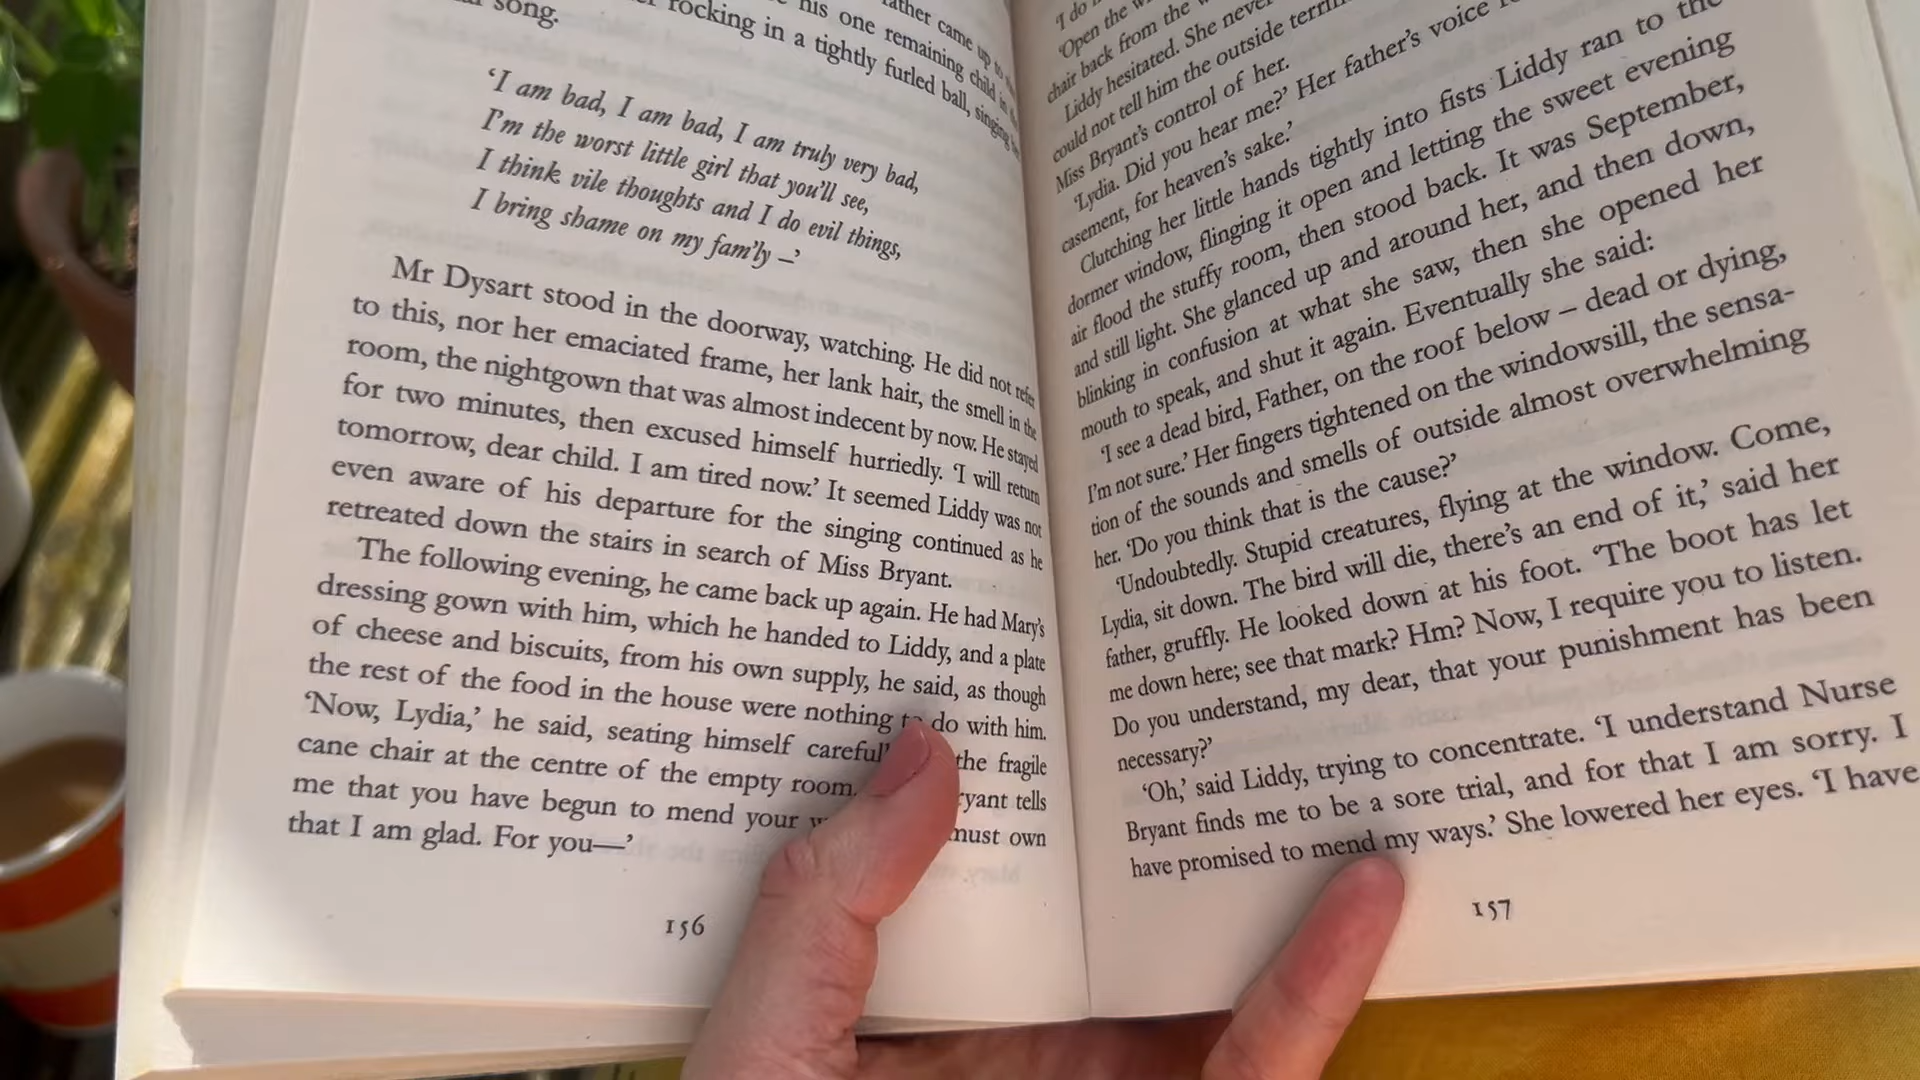 father came up to
his one remaining child in the
rocking in a tightly furled ball, singing her
song.
‘I am bad, I am bad, I am truly very bad,
I’m the worst little girl that you’ll see,
I think vile thoughts and I do evil things,
I bring shame on my fam’ly –’
Mr Dysart stood in the doorway, watching. He did not refer
to this, nor her emaciated frame, her lank hair, the smell in the
room, the nightgown that was almost indecent by now. He stayed
for two minutes, then excused himself hurriedly. ‘I will return
tomorrow, dear child. I am tired now.’ It seemed Liddy was not
even aware of his departure for the singing continued as he
retreated down the stairs in search of Miss Bryant.
The following evening, he came back up again. He had Mary’s
dressing gown with him, which he handed to Liddy, and a plate
of cheese and biscuits, from his own supply, he said, as though
the rest of the food in the house were nothing to do with him.
‘Now, Lydia,’ he said, seating himself the fragile
cane chair at the centre of the empty room. tells
me that you have begun to mend your must own
that I am glad. For you—’
156
‘I do
‘Open the
chair back from the
Liddy hesitated. She never
could not tell him the outside
Miss Bryant’s control of her.
‘Lydia. Did you hear me?’ Her father’s voice
casement, for heaven’s sake.’
Clutching her little hands tightly into fists Liddy ran to the
dormer window, flinging it open and letting the sweet evening
air flood the stuffy room, then stood back. It was September,
and still light. She glanced up and around her, and then down,
blinking in confusion at what she saw, then she opened her
mouth to speak, and shut it again. Eventually she said:
‘I see a dead bird, Father, on the roof below – dead or dying,
I’m not sure.’ Her fingers tightened on the windowsill, the sensa-
tion of the sounds and smells of outside almost overwhelming
her. ‘Do you think that is the cause?’
‘Undoubtedly. Stupid creatures, flying at the window. Come,
Lydia, sit down. The bird will die, there’s an end of it,’ said her
father, gruffly. He looked down at his foot. ‘The boot has let
me down here; see that mark? Hm? Now, I require you to listen.
Do you understand, my dear, that your punishment has been
necessary?’
‘Oh,’ said Liddy, trying to concentrate. ‘I understand Nurse
Bryant finds me to be a sore trial, and for that I am sorry. I
have promised to mend my ways.’ She lowered her eyes. ‘I have
157